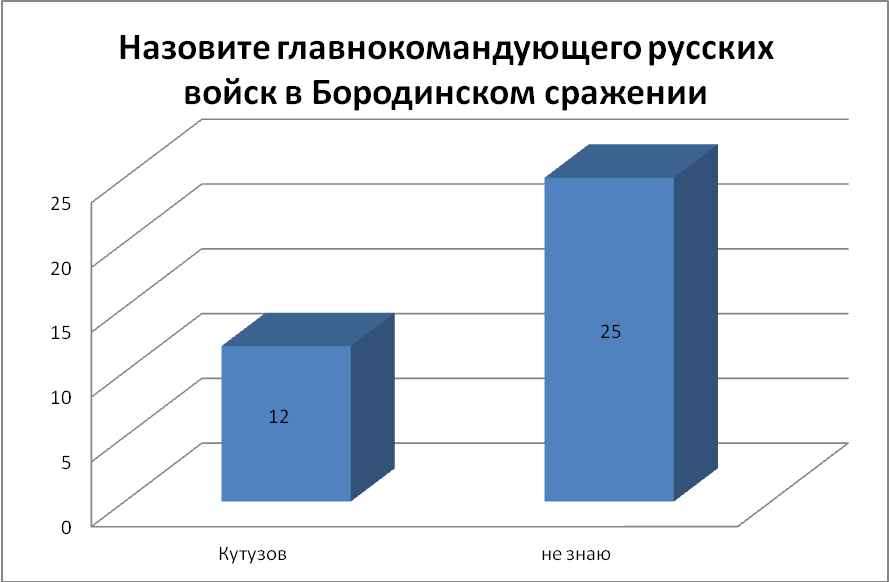 Назовите главнокомандующего русских
войск в Бородинском сражении
25
20
15
10
5
0
12
25
Кутузов
не знаю